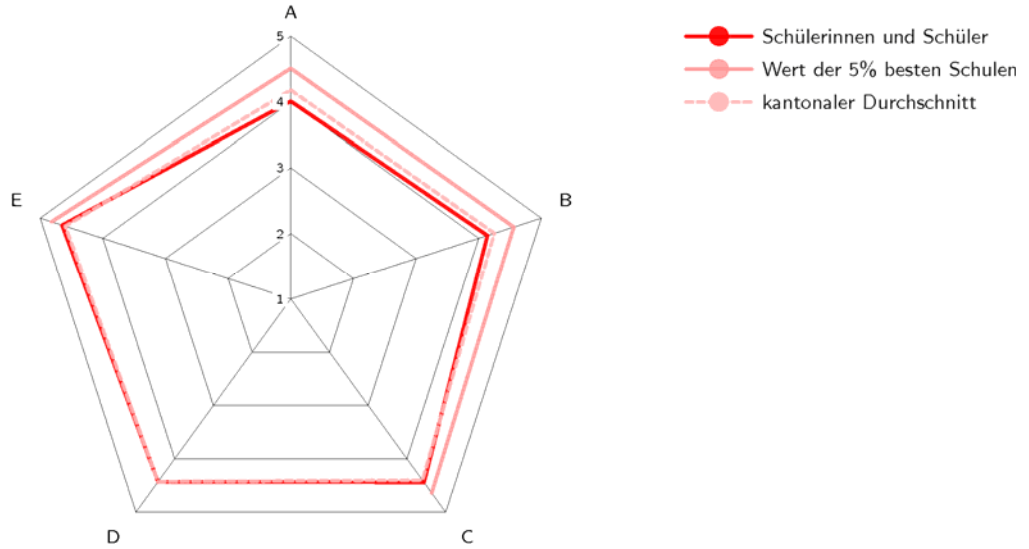 A
5
4
3
2
1
B
C
D
E
Schülerinnen und Schüler
Wert der 5% besten Schulen
kantonaler Durchschnitt